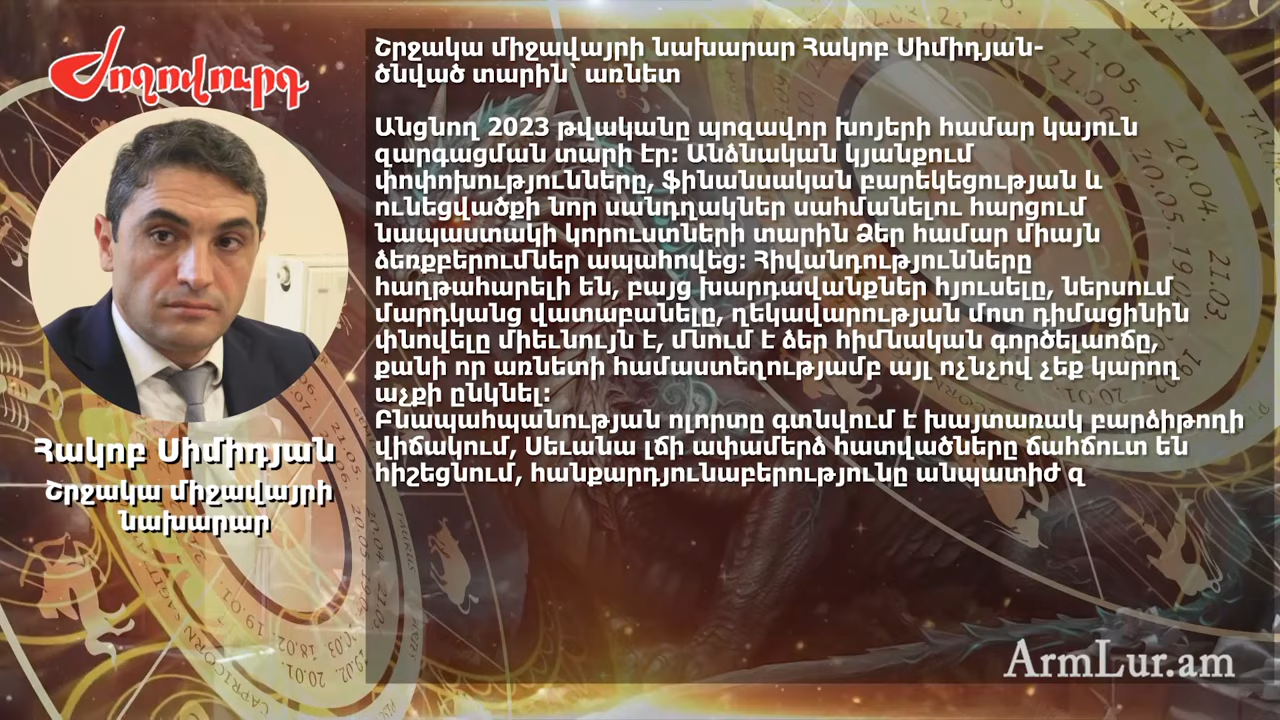 Ժողովուրդ
Շրջակա միջավայրի նախարար Հակոբ Սիմիդյան-
ծնված տարին՝ առնետ
Անցնող 2023 թվականը պոզավոր խոյերի համար կայուն
զարգացման տարի էր: Անձնական կյանքում
փոփոխությունները, ֆինանսական բարեկեցության և
ունեցվածքի նոր սանդղակներ սահմանելու հարցում
նապաստակի կորուստների տարին Ձեր համար միայն
ձեռքբերումներ ապահովեց: Հիվանդությունները
հաղթահարելի են, բայց խարդավանքներ հյուսելը, ներսում
մարդկանց վատաբանելը, ղեկավարության մոտ դիմացինին
փնովելը միեւնույն է, մնում է ձեր հիմնական գործելաոճը,
քանի որ առնետի համաստեղությամբ այլ ոչնչով չեք կարող
աչքի ընկնել:
Բնապահպանության ոլորտը գտնվում է խայտառակ բարձիթողի
վիճակում, Սեւանա լճի ափամերձ հատվածները ճահճուտ են
հիշեցնում, հանքարդյունաբերությունը անպատիժ զ
Հակոբ Սիմիդյան
Շրջակա միջավայրի
նախարար
ArmLur.am